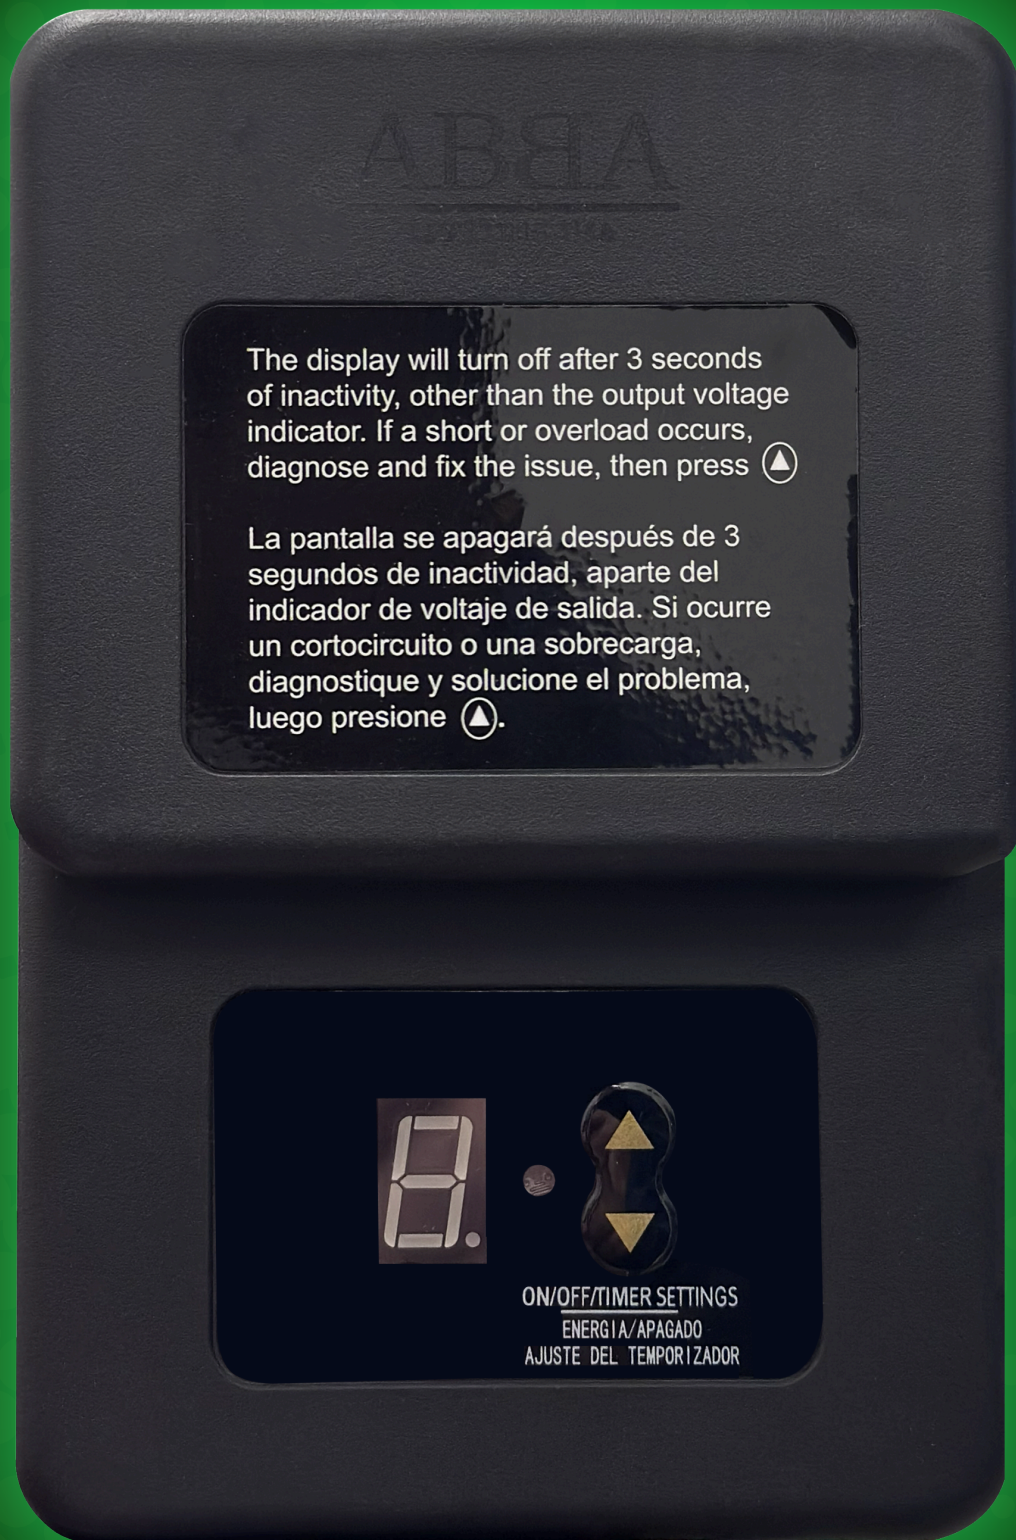 ABBA
The display will turn off after 3 seconds
of inactivity, other than the output voltage
indicator. If a short or overload occurs,
diagnose and fix the issue, then press
La pantalla se apagará después de 3
segundos de inactividad, aparte del
indicador de voltaje de salida. Si ocurre
un cortocircuito o una sobrecarga,
diagnostique y solucione el problema,
luego presione .
ON/OFF/TIMER SETTINGS
ENERGIA/APAGADO
AJUSTE DEL TEMPORIZADOR